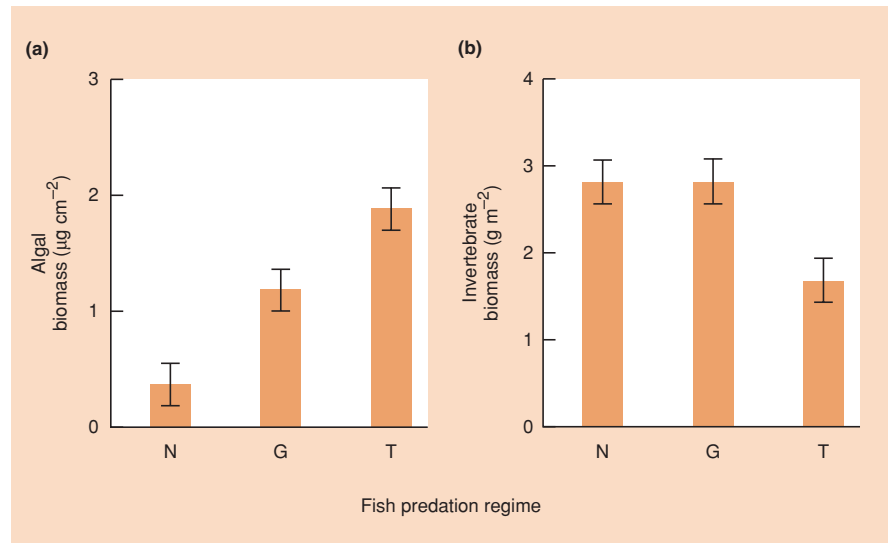 (a)
3
2
1
0
Algal
biomass (µg cm⁻²)
N G T
(b)
4
3
2
1
0
Invertebrate
biomass (g m⁻²)
N G T
Fish predation regime